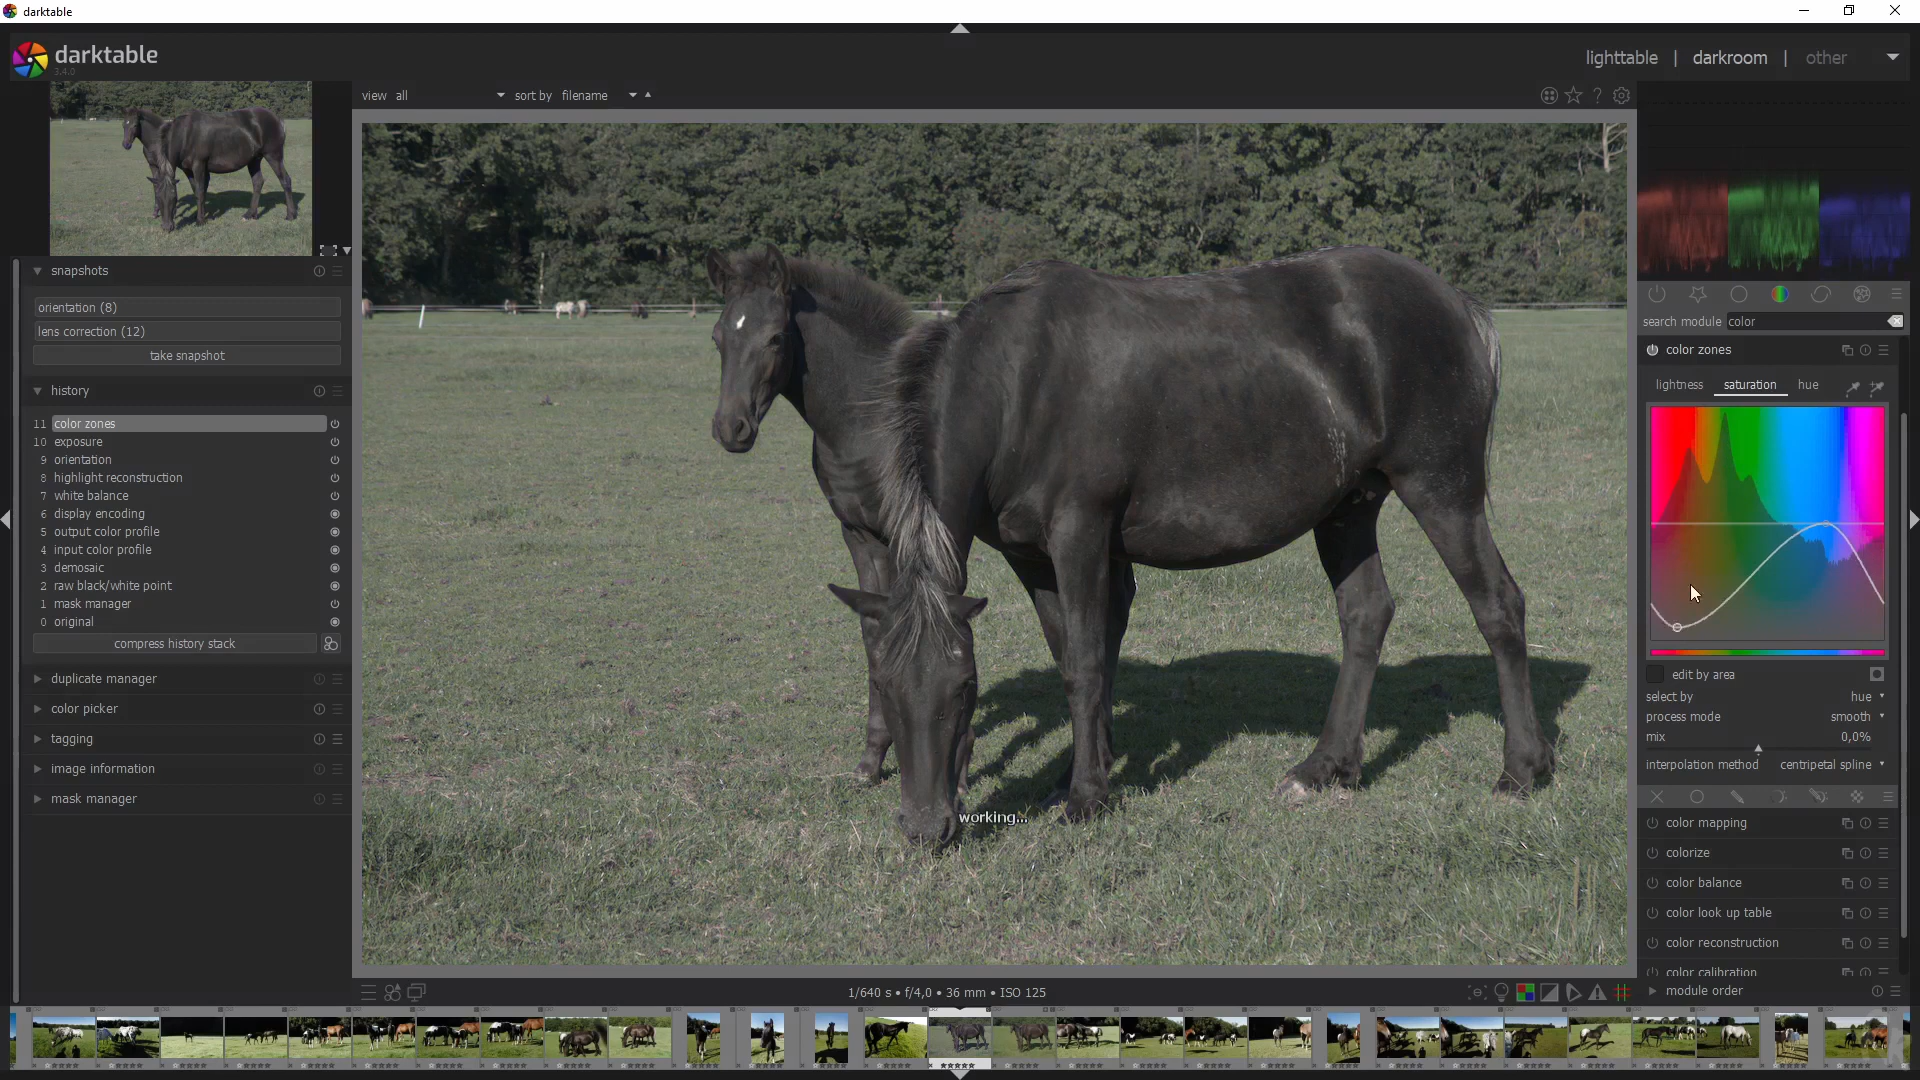 darktable
darktable
3.4.0
lighttable | darkroom | other
view all sort by filename
snapshots
orientation (8)
lens correction (12)
take snapshot
history
11 color zones
10 exposure
9 orientation
8 highlight reconstruction
7 white balance
6 display encoding
5 output color profile
4 input color profile
3 demosaic
2 raw black/white point
1 mask manager
0 original
compress history stack
duplicate manager
color picker
tagging
image information
mask manager
working...
1/640 s • f/4,0 • 36 mm • ISO 125
search module color
color zones
lightness saturation hue
edit by area
select by hue
process mode smooth
mix 0,0%
interpolation method centripetal spline
color mapping
colorize
color balance
color look up table
color reconstruction
color calibration
module order